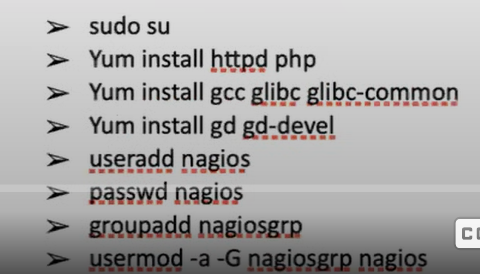 ➢ sudo su
➢ Yum install httpd php
➢ Yum install gcc glibc glibc-common
➢ Yum install gd gd-devel
➢ useradd nagios
➢ passwd nagios
➢ groupadd nagiosgrp
➢ usermod -a -G nagiosgrp nagios